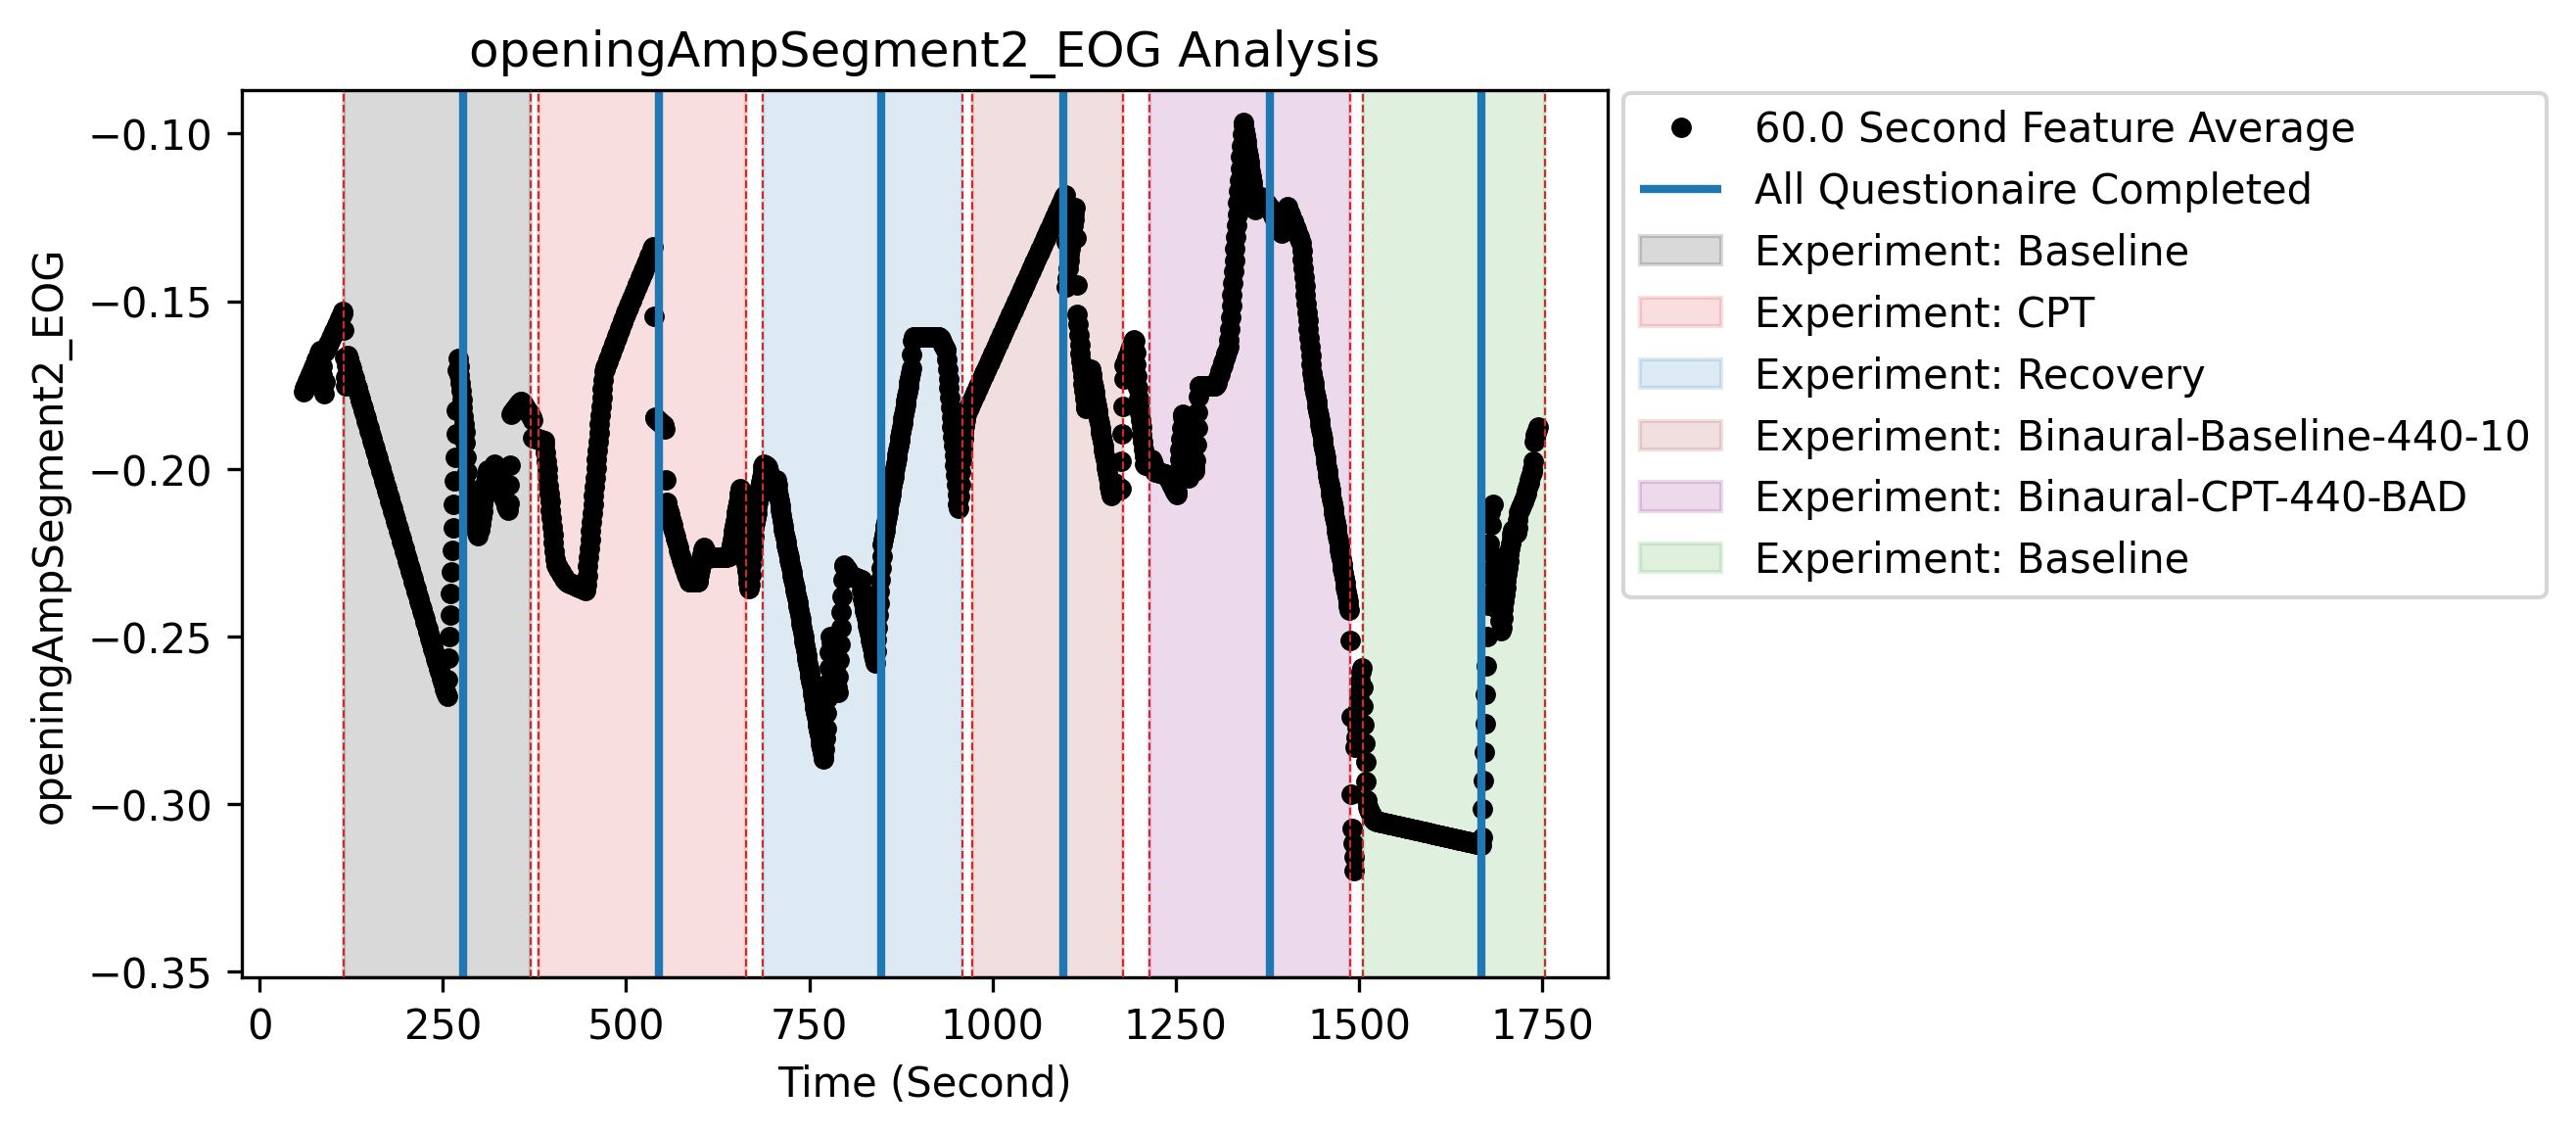 openingAmpSegment2_EOG Analysis
openingAmpSegment2_EOG
−0.10
−0.15
−0.20
−0.25
−0.30
−0.35
0 250 500 750 1000 1250 1500 1750
Time (Second)
60.0 Second Feature Average
All Questionaire Completed
Experiment: Baseline
Experiment: CPT
Experiment: Recovery
Experiment: Binaural-Baseline-440-10
Experiment: Binaural-CPT-440-BAD
Experiment: Baseline